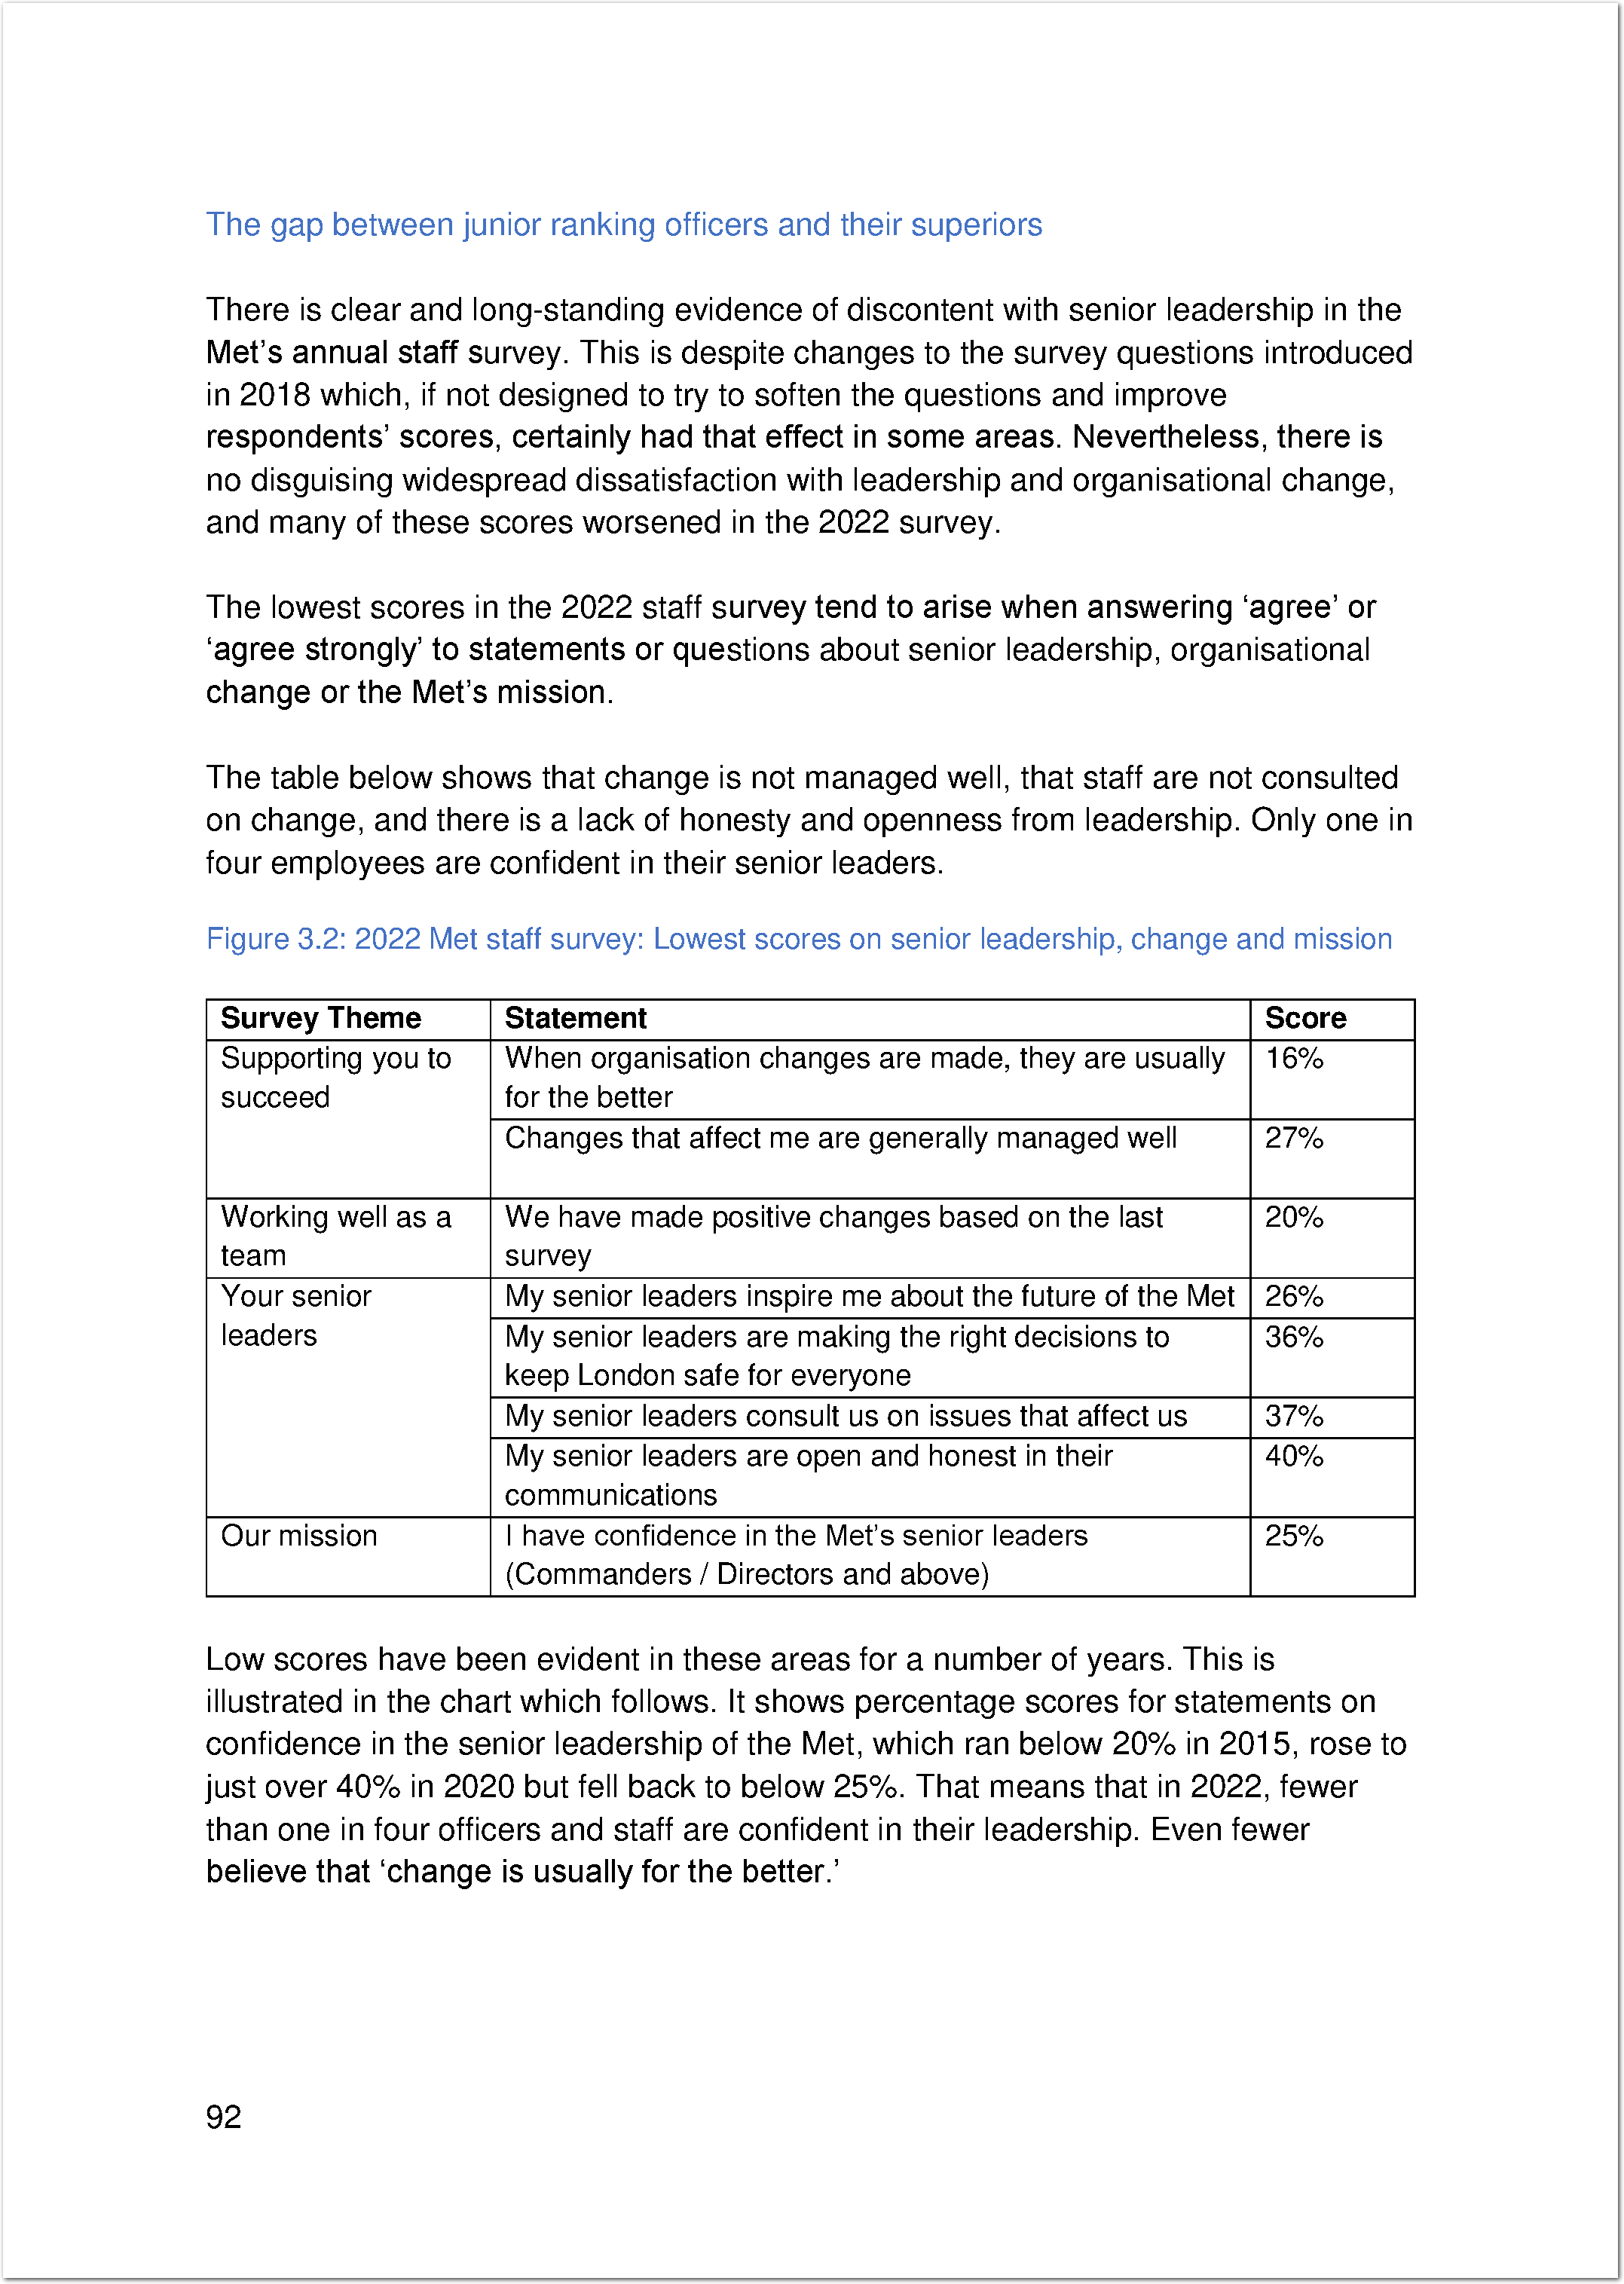 The gap between junior ranking officers and their superiors
There is clear and long-standing evidence of discontent with senior leadership in the
Met’s annual staff survey. This is despite changes to the survey questions introduced
in 2018 which, if not designed to try to soften the questions and improve
respondents’ scores, certainly had that effect in some areas. Nevertheless, there is
no disguising widespread dissatisfaction with leadership and organisational change,
and many of these scores worsened in the 2022 survey.
The lowest scores in the 2022 staff survey tend to arise when answering ‘agree’ or
‘agree strongly’ to statements or questions about senior leadership, organisational
change or the Met’s mission.
The table below shows that change is not managed well, that staff are not consulted
on change, and there is a lack of honesty and openness from leadership. Only one in
four employees are confident in their senior leaders.
Figure 3.2: 2022 Met staff survey: Lowest scores on senior leadership, change and mission
Survey Theme Statement Score
Supporting you to When organisation changes are made, they are usually 16%
succeed for the better
Changes that affect me are generally managed well 27%
Working well as a We have made positive changes based on the last 20%
team survey
Your senior My senior leaders inspire me about the future of the Met 26%
leaders My senior leaders are making the right decisions to 36%
keep London safe for everyone
My senior leaders consult us on issues that affect us 37%
My senior leaders are open and honest in their 40%
communications
Our mission I have confidence in the Met’s senior leaders 25%
(Commanders / Directors and above)
Low scores have been evident in these areas for a number of years. This is
illustrated in the chart which follows. It shows percentage scores for statements on
confidence in the senior leadership of the Met, which ran below 20% in 2015, rose to
just over 40% in 2020 but fell back to below 25%. That means that in 2022, fewer
than one in four officers and staff are confident in their leadership. Even fewer
believe that ‘change is usually for the better.’
92